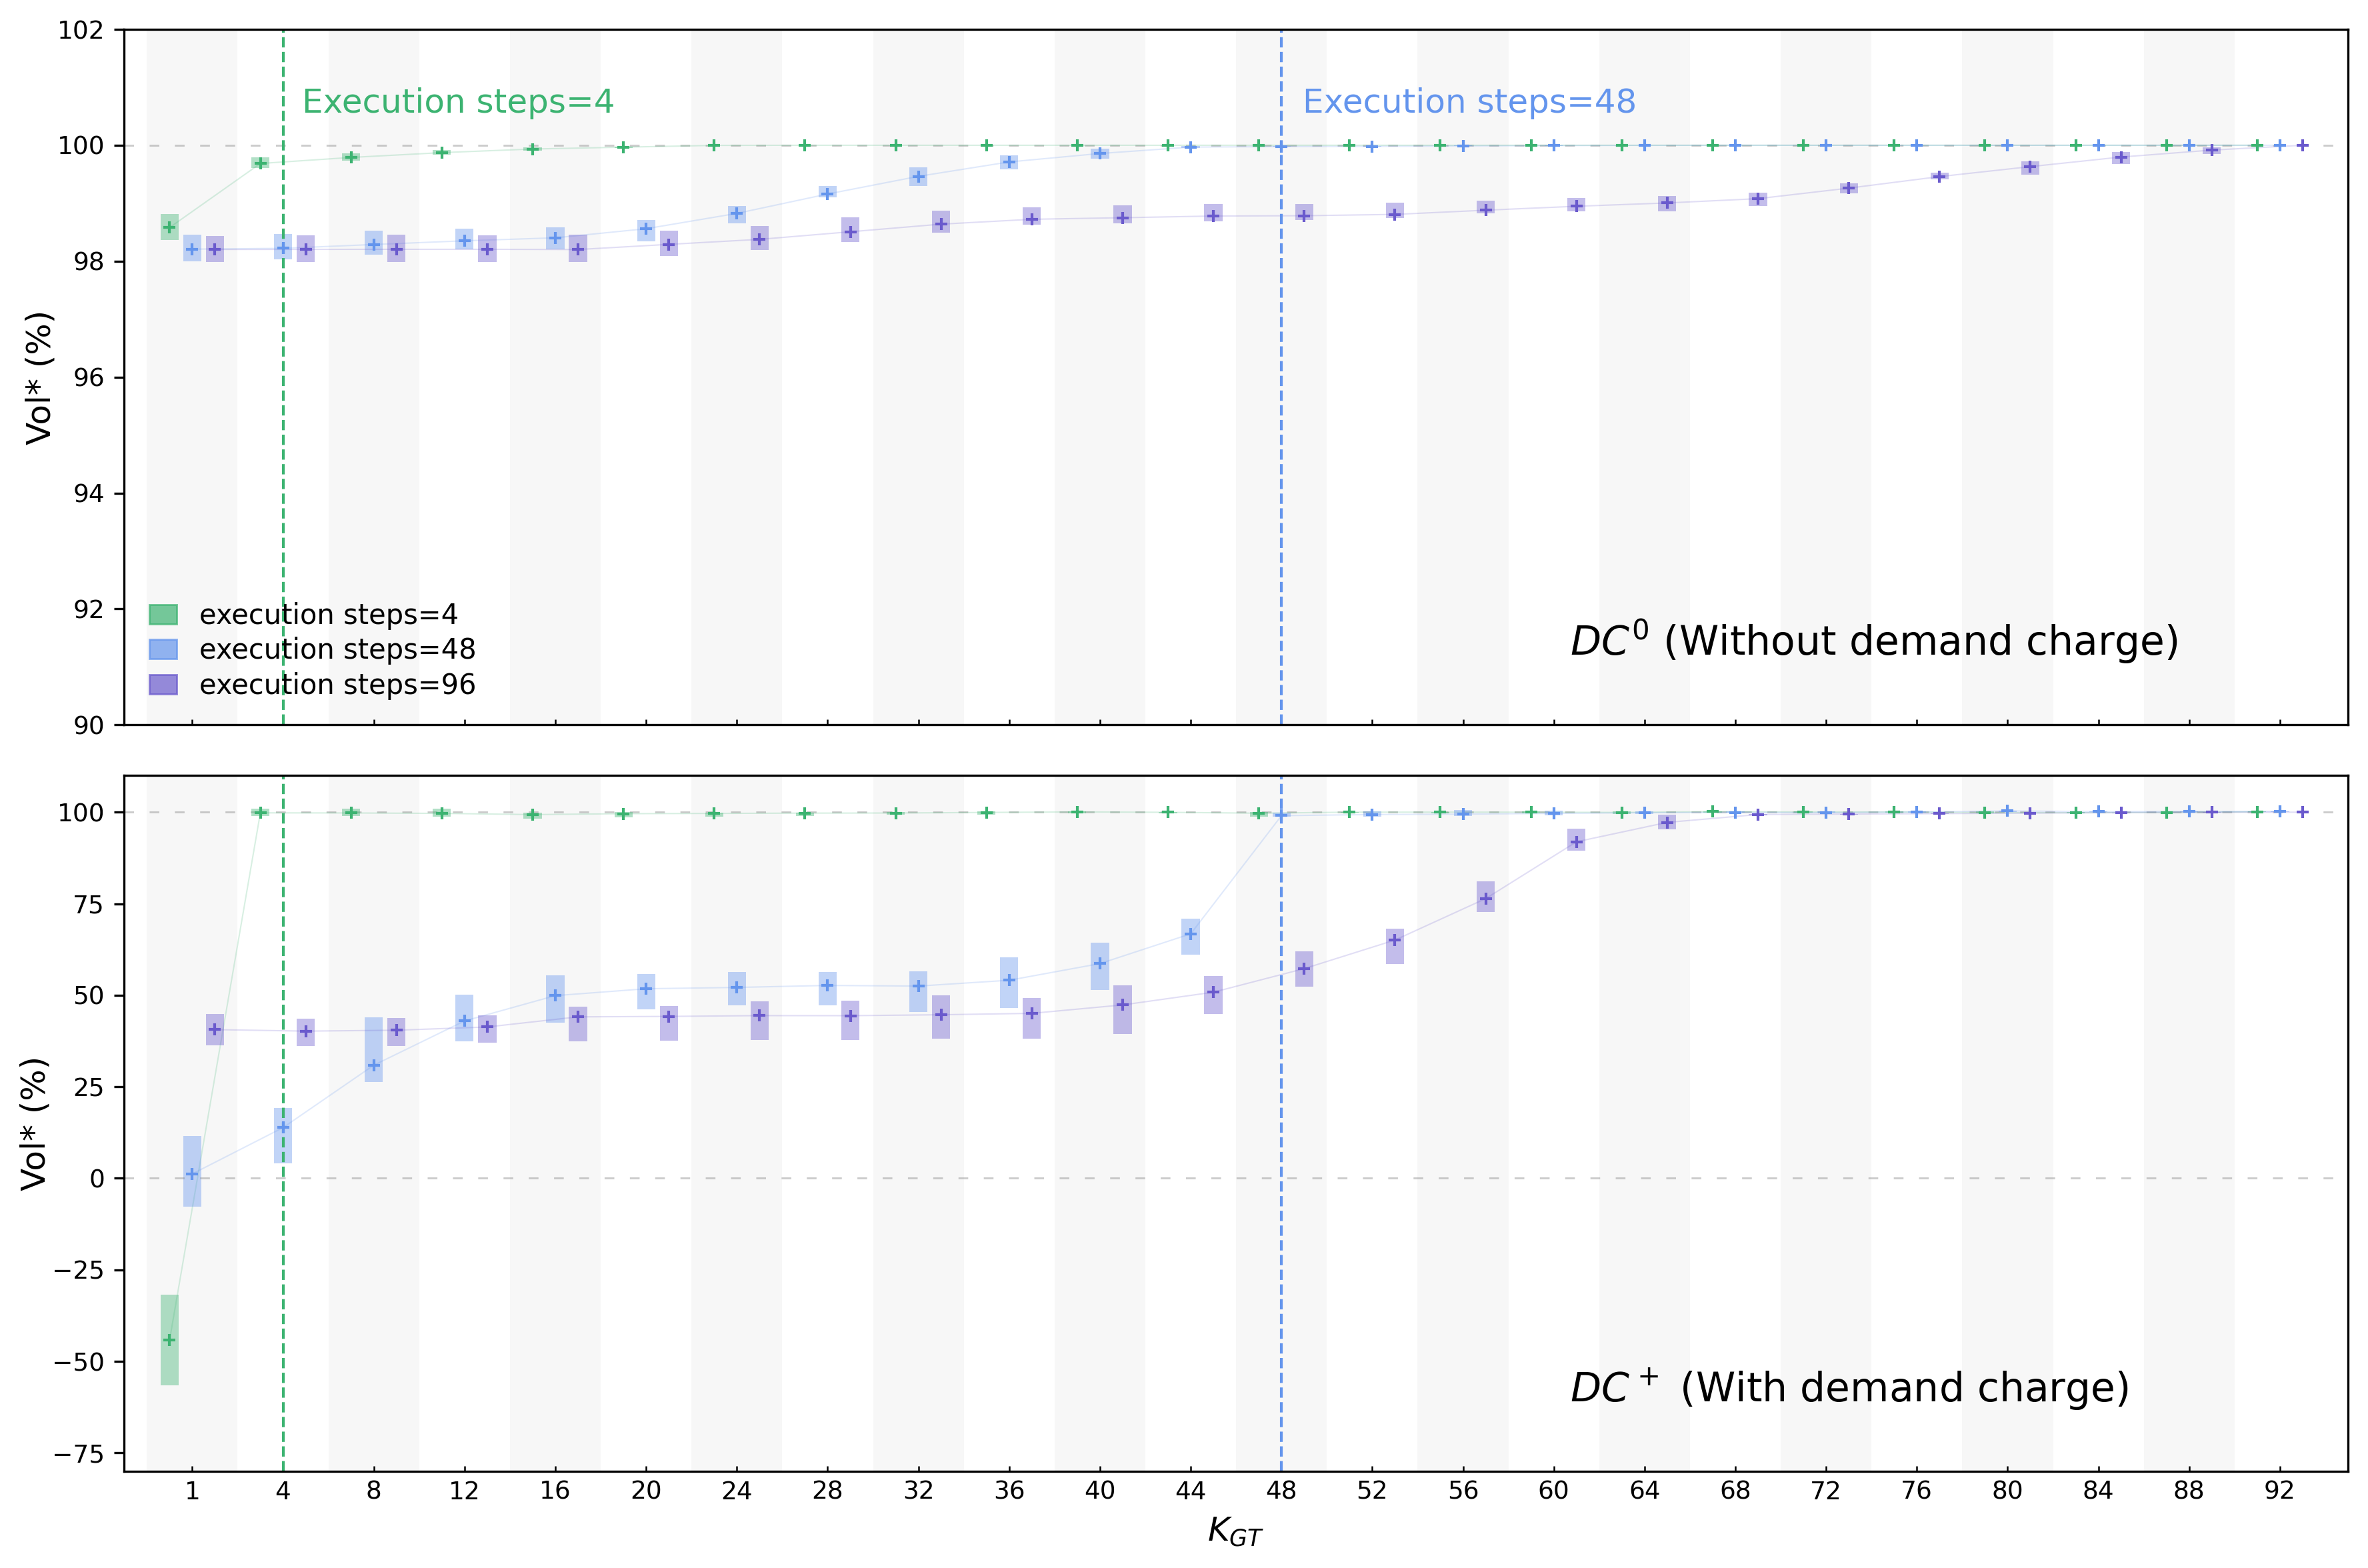 102
100
98
96
94
92
90
Vol* (%)
Execution steps=4
Execution steps=48
execution steps=4
execution steps=48
execution steps=96
DC⁰ (Without demand charge)
100
75
50
25
0
−25
−50
−75
Vol* (%)
DC⁺ (With demand charge)
1 4 8 12 16 20 24 28 32 36 40 44 48 52 56 60 64 68 72 76 80 84 88 92
K_{GT}